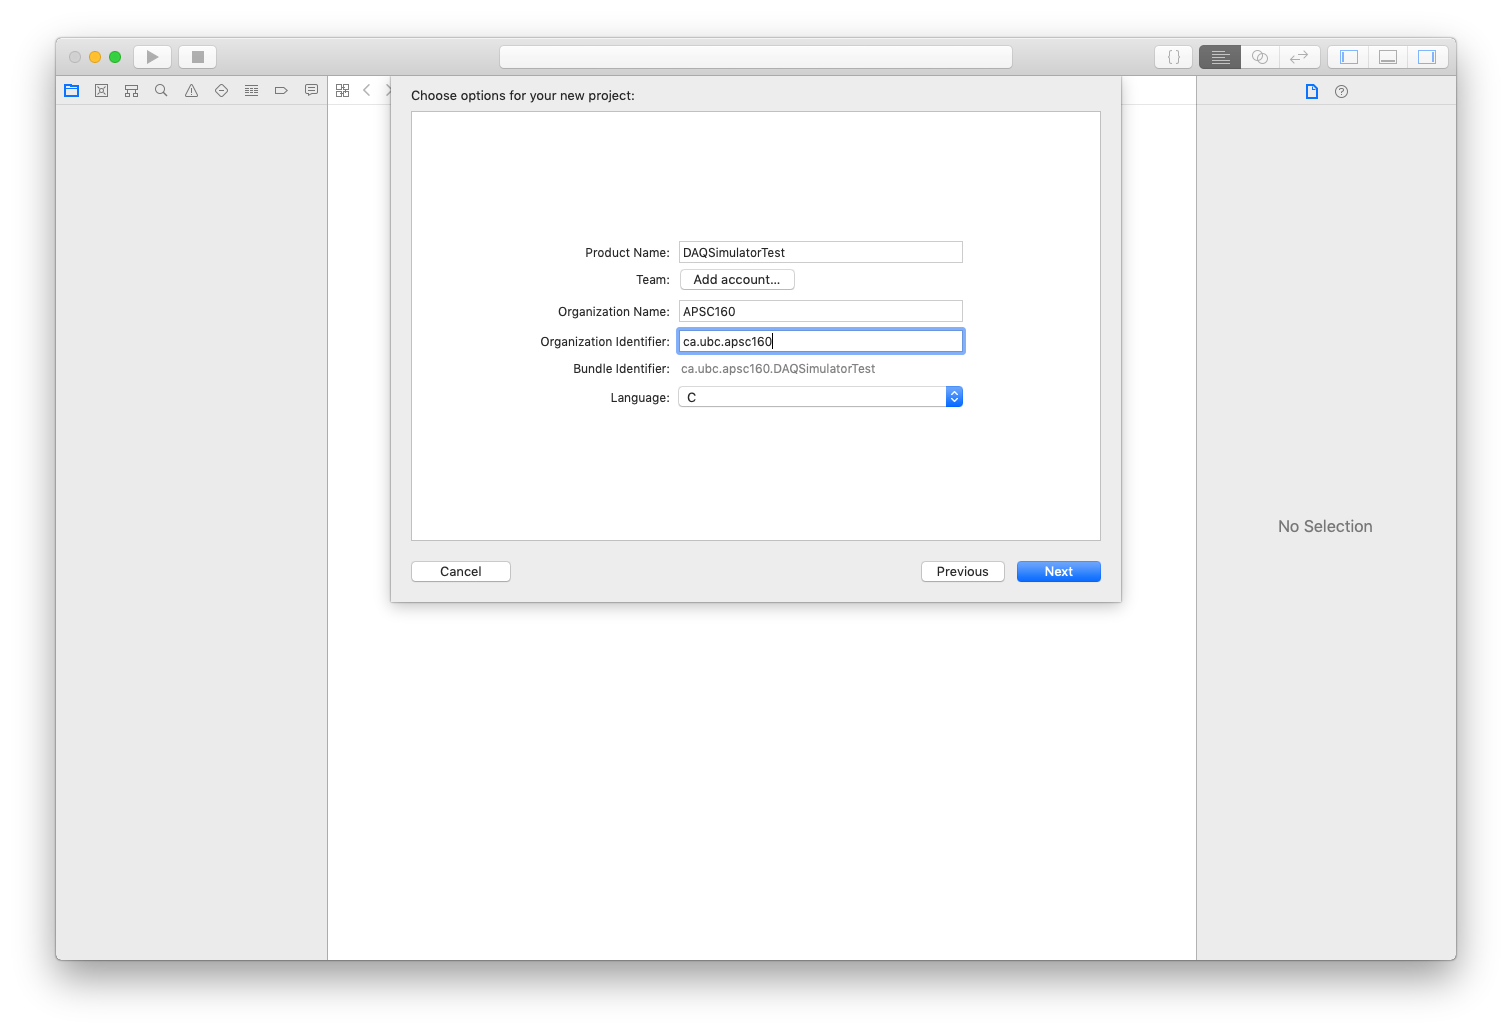 Choose options for your new project:
Product Name: DAQSimulatorTest
Team: Add account...
Organization Name: APSC160
Organization Identifier: ca.ubc.apsc160
Bundle Identifier: ca.ubc.apsc160.DAQSimulatorTest
Language: C
No Selection
Cancel Previous Next